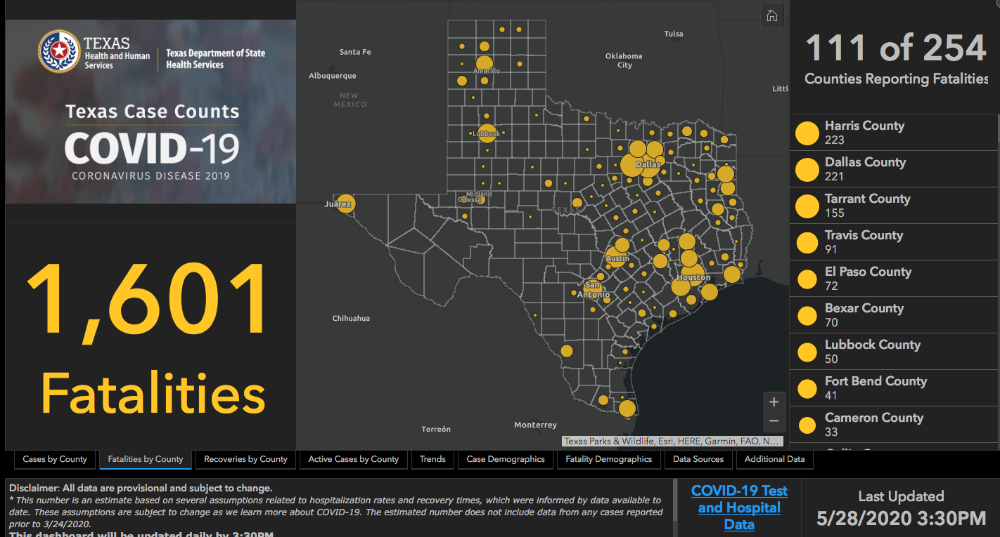 TEXAS
Health and Human
Services
Texas Department of State
Health Services
Texas Case Counts
COVID-19
CORONAVIRUS DISEASE 2019
1,601
Fatalities
Tulsa
Santa Fe
Oklahoma
City
Albuquerque
Amarillo
Littl
NEW
MEXICO
Lubbock
Dallas
Midland
Odessa
Juárez
TEXAS
Austin
Houston
San
Antonio
Chihuahua
Torreón
Monterrey
Texas Parks & Wildlife, Esri, HERE, Garmin, FAO, N...
+
−
111 of 254
Counties Reporting Fatalities
Harris County
223
Dallas County
221
Tarrant County
155
Travis County
91
El Paso County
72
Bexar County
70
Lubbock County
50
Fort Bend County
41
Cameron County
33
Cases by County
Fatalities by County
Recoveries by County
Active Cases by County
Trends
Case Demographics
Fatality Demographics
Data Sources
Additional Data
Disclaimer: All data are provisional and subject to change.
* This number is an estimate based on several assumptions related to hospitalization rates and recovery times, which were informed by data available to
date. These assumptions are subject to change as we learn more about COVID-19. The estimated number does not include data from any cases reported
prior to 3/24/2020.
This dashboard will be updated daily by 3:30PM
COVID-19 Test
and Hospital
Data
Last Updated
5/28/2020 3:30PM